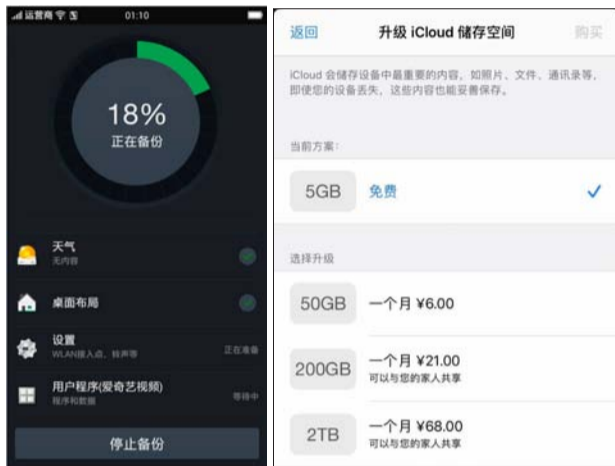 运营商
01:10
18%
正在备份
天气
无内容
桌面布局
设置
WLAN接入点、铃声等
正在准备
用户程序(爱奇艺视频)
程序和数据
等待中
停止备份
返回
升级 iCloud 储存空间
购买
iCloud 会储存设备中最重要的内容，如照片、文件、通讯录等，
即使您的设备丢失，这些内容也能妥善保存。
当前方案：
5GB
免费
选择升级
50GB
一个月 ¥6.00
200GB
一个月 ¥21.00
可以与您的家人共享
2TB
一个月 ¥68.00
可以与您的家人共享